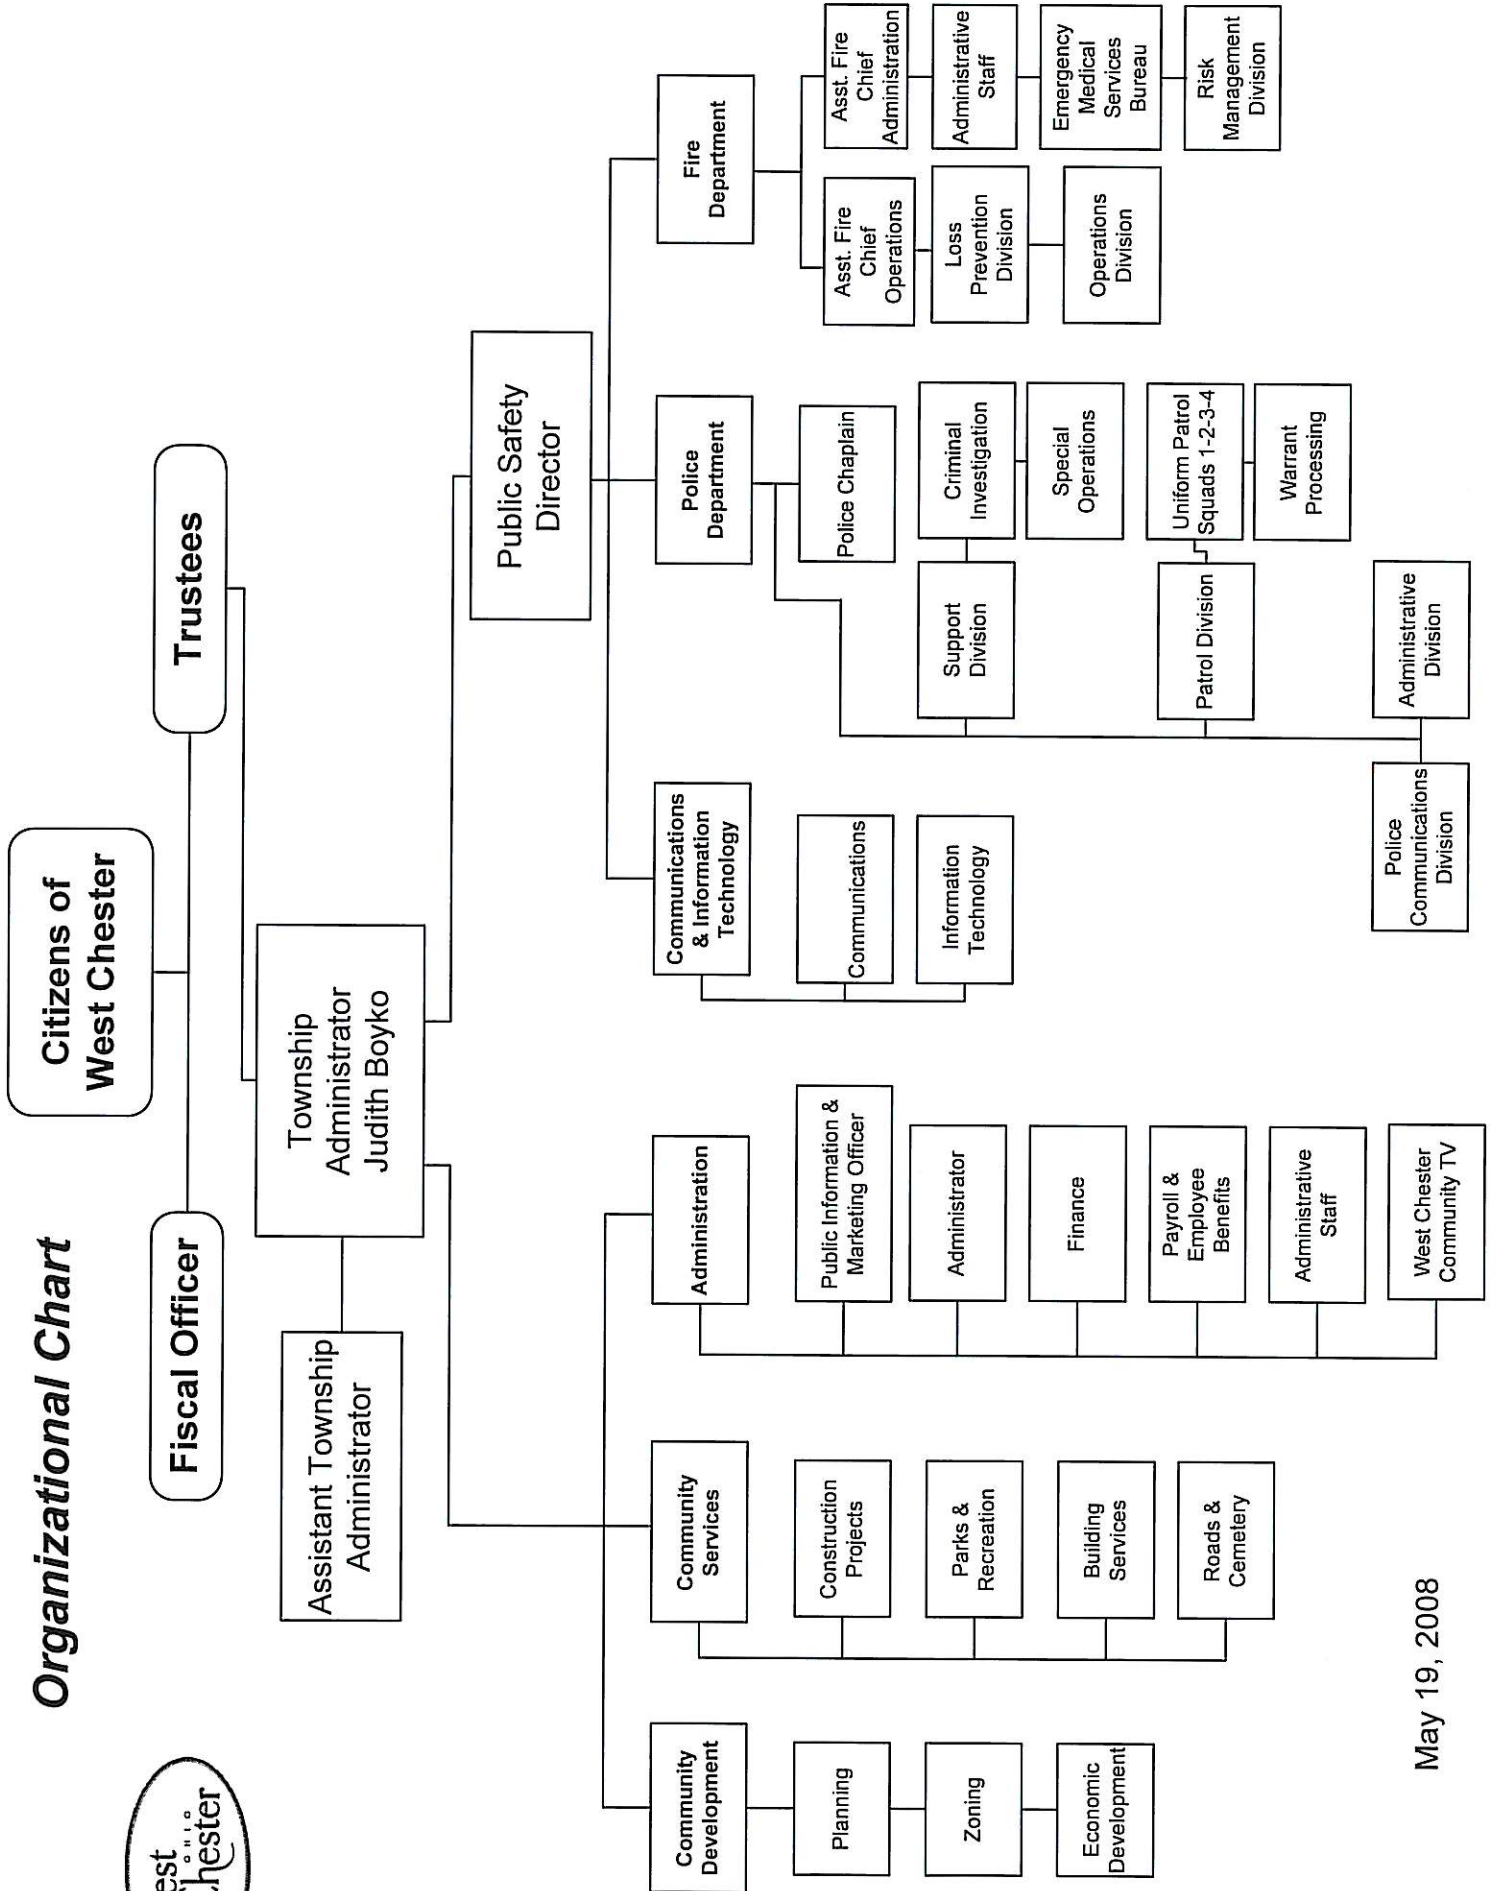 Organizational Chart
est
Chester
OHIO
Citizens of
West Chester
Fiscal Officer
Trustees
Township
Administrator
Judith Boyko
Assistant Township
Administrator
Public Safety
Director
Community
Development
Planning
Zoning
Economic
Development
Community
Services
Construction
Projects
Parks &
Recreation
Building
Services
Roads &
Cemetery
Administration
Public Information &
Marketing Officer
Administrator
Finance
Payroll &
Employee
Benefits
Administrative
Staff
West Chester
Community TV
Communications
& Information
Technology
Communications
Information
Technology
Police
Department
Police Chaplain
Support
Division
Criminal
Investigation
Special
Operations
Patrol Division
Uniform Patrol
Squads 1-2-3-4
Warrant
Processing
Police
Communications
Division
Administrative
Division
Fire
Department
Asst. Fire
Chief
Operations
Loss
Prevention
Division
Operations
Division
Asst. Fire
Chief
Administration
Administrative
Staff
Emergency
Medical
Services
Bureau
Risk
Management
Division
May 19, 2008